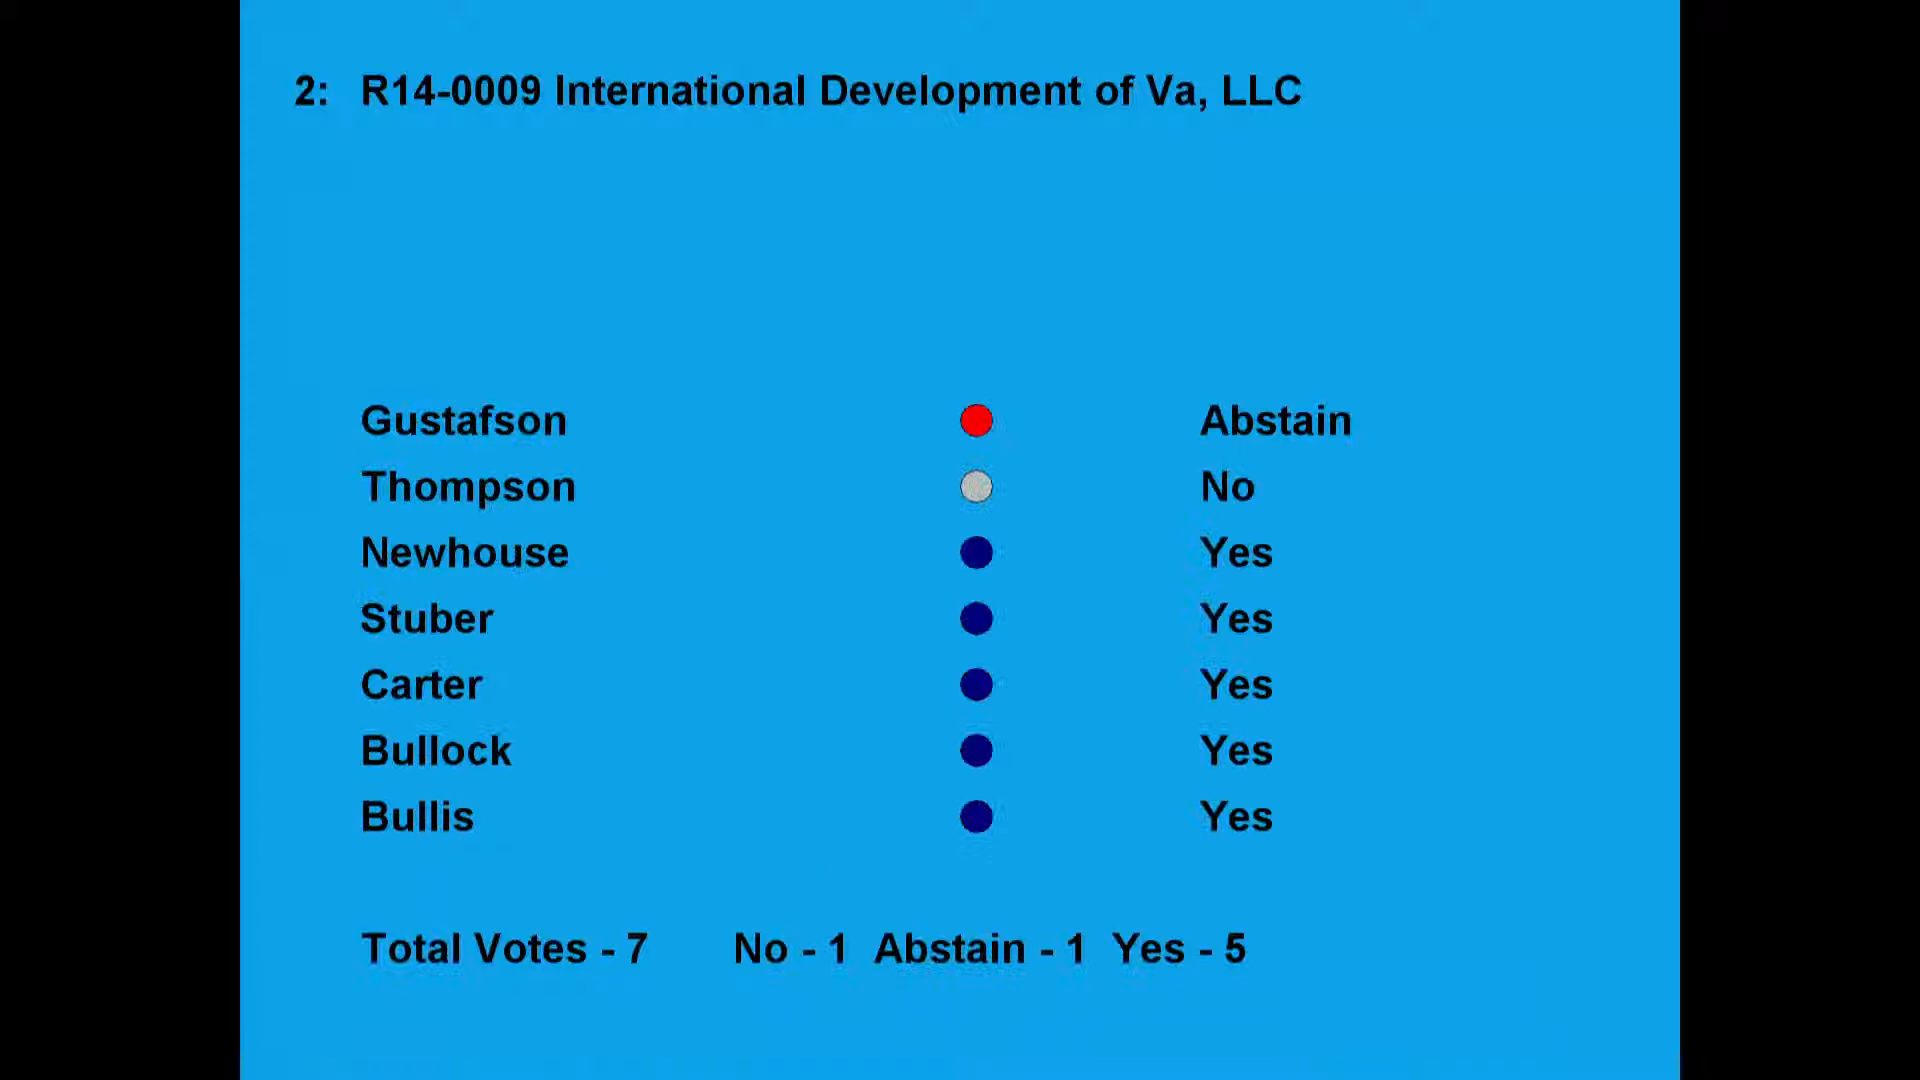 2: R14-0009 International Development of Va, LLC
Gustafson Abstain
Thompson No
Newhouse Yes
Stuber Yes
Carter Yes
Bullock Yes
Bullis Yes
Total Votes - 7 No - 1 Abstain - 1 Yes - 5